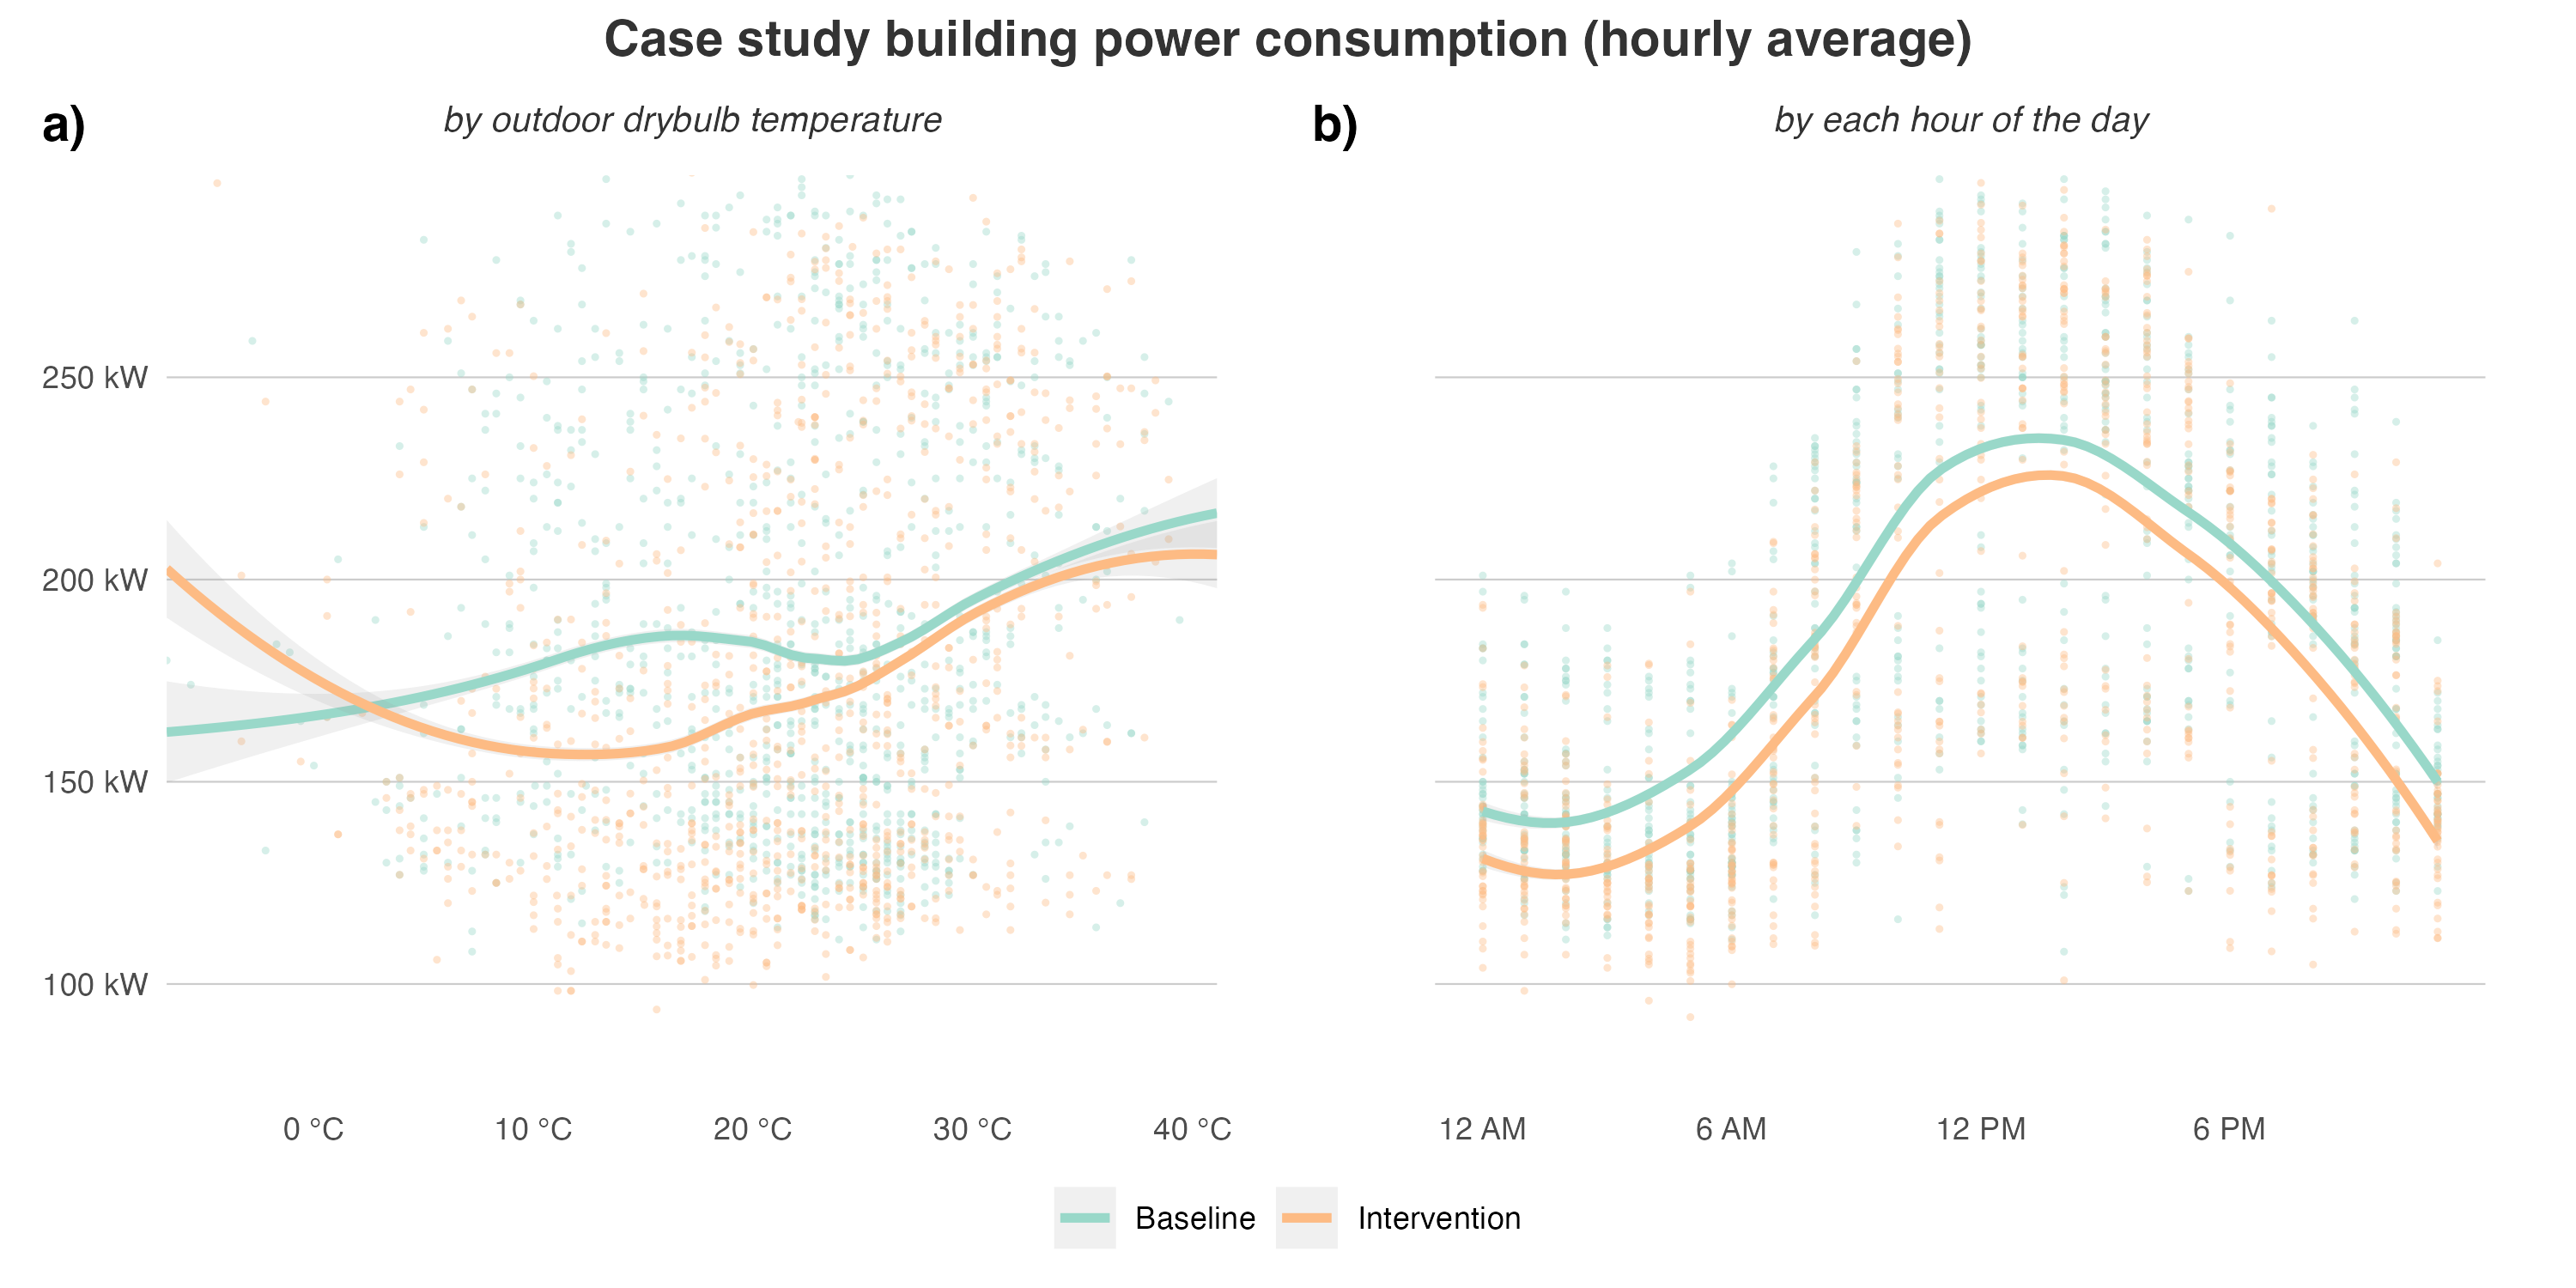 Case study building power consumption (hourly average)
a)
by outdoor drybulb temperature
250 kW
200 kW
150 kW
100 kW
0 °C
10 °C
20 °C
30 °C
40 °C
b)
by each hour of the day
12 AM
6 AM
12 PM
6 PM
Baseline
Intervention